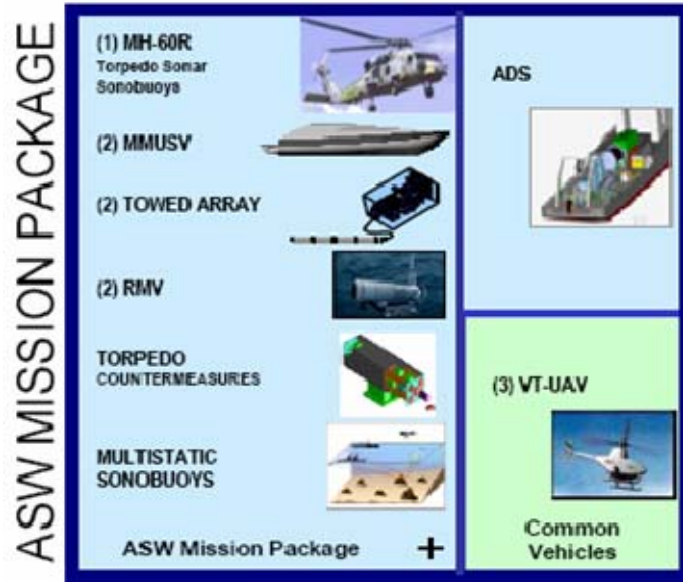 ASW MISSION PACKAGE
(1) MH-60R
Torpedo Sonar
Sonobuoys
(2) MMUSV
(2) TOWED ARRAY
(2) RMV
TORPEDO
COUNTERMEASURES
MULTISTATIC
SONOBUOYS
ASW Mission Package +
ADS
(3) VT-UAV
Common
Vehicles